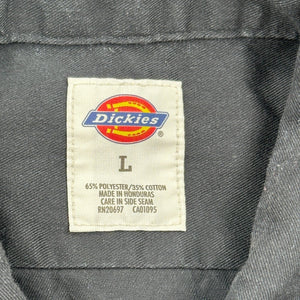 Dickies
L
65% POLYESTER/35% COTTON
MADE IN HONDURAS
CARE IN SIDE SEAM
RN20697 CA01095